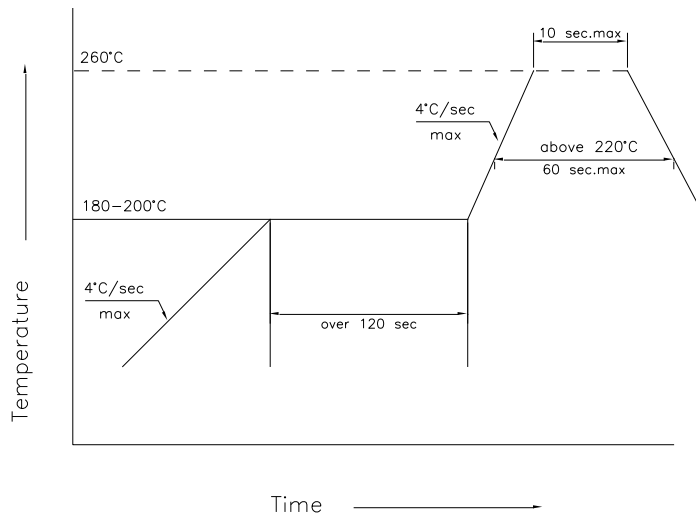 10 sec.max
260°C
4°C/sec
max
above 220°C
60 sec.max
180-200°C
4°C/sec
max
over 120 sec
Temperature
Time